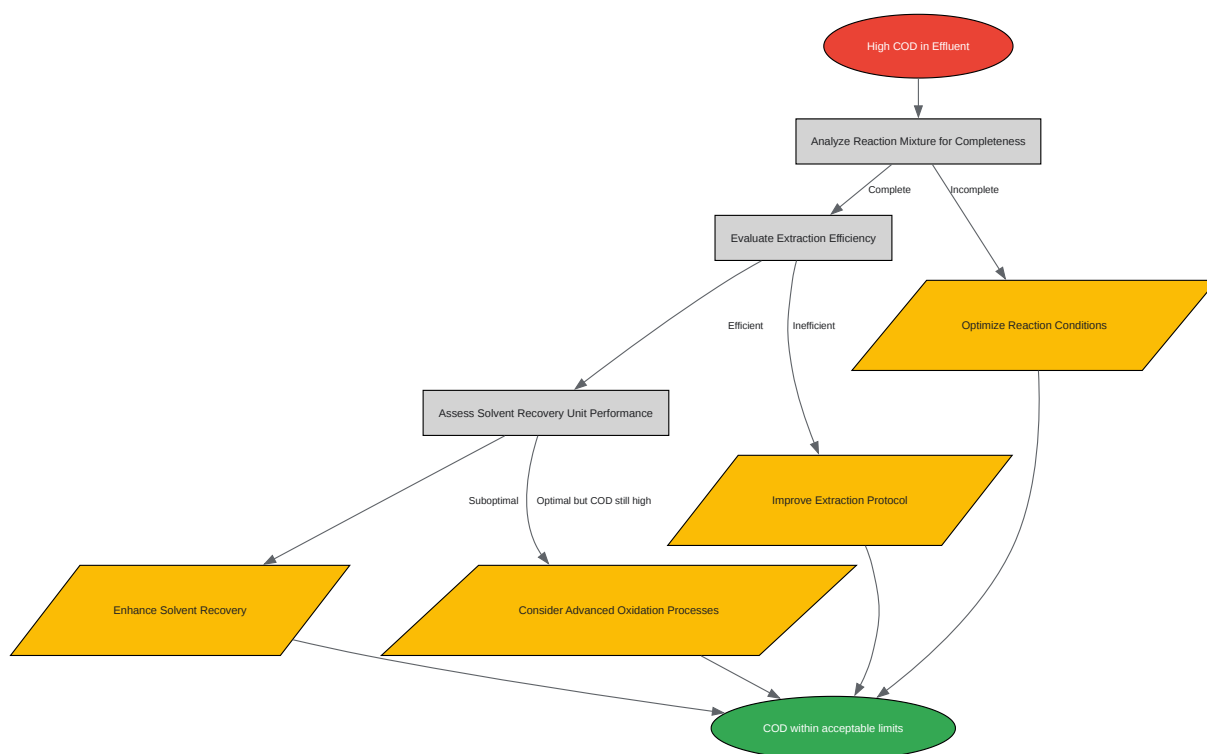 High COD in Effluent
Analyze Reaction Mixture for Completeness
Complete
Incomplete
Evaluate Extraction Efficiency
Efficient
Inefficient
Optimize Reaction Conditions
Assess Solvent Recovery Unit Performance
Suboptimal
Optimal but COD still high
Improve Extraction Protocol
Enhance Solvent Recovery
Consider Advanced Oxidation Processes
COD within acceptable limits